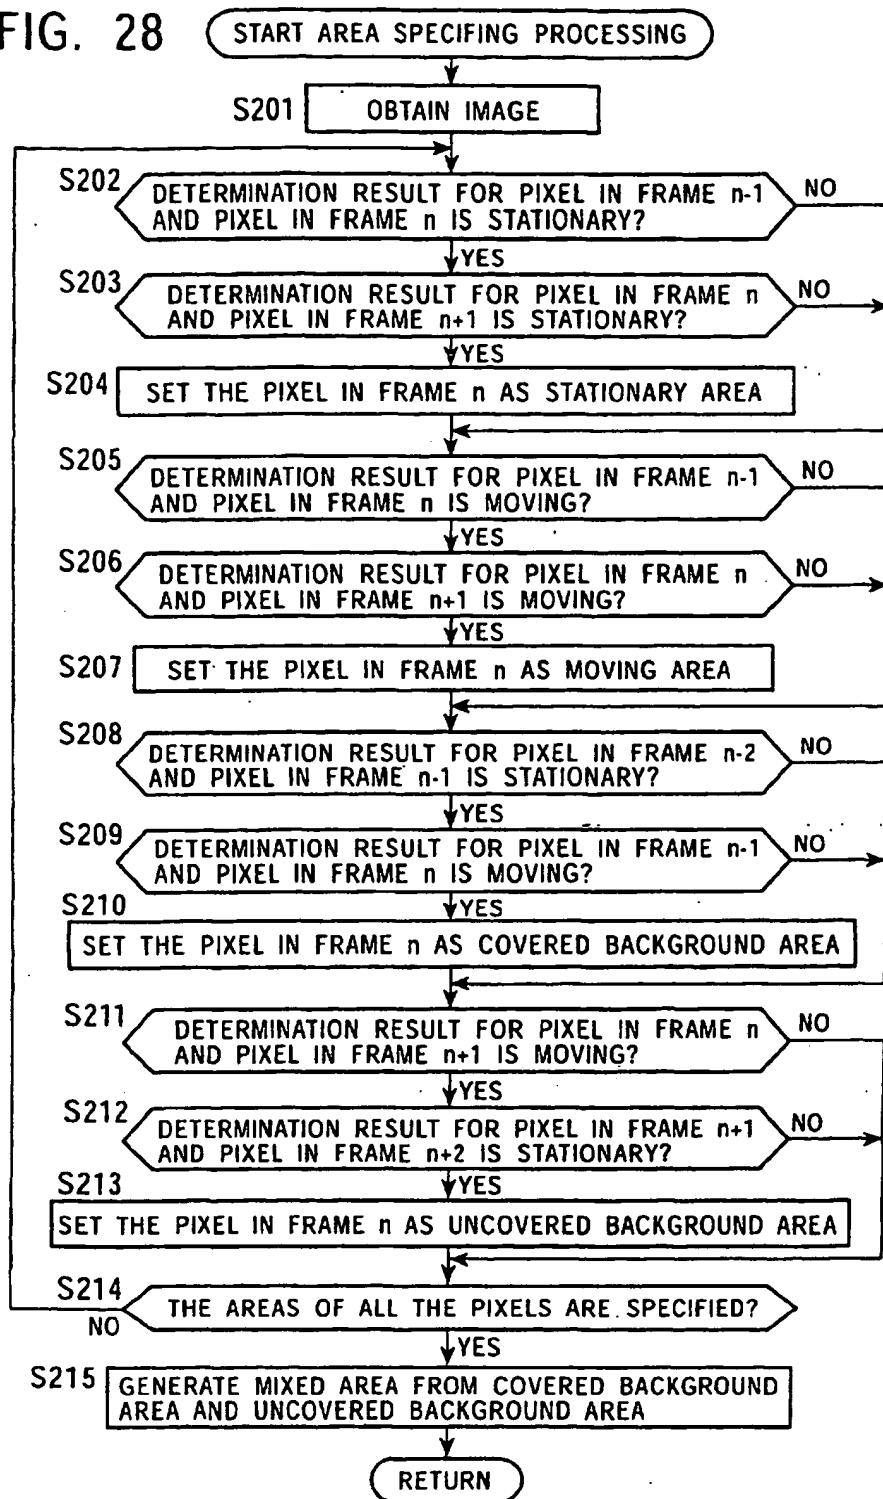 FIG. 28
START AREA SPECIFING PROCESSING
S201
OBTAIN IMAGE
S202
DETERMINATION RESULT FOR PIXEL IN FRAME n-1
AND PIXEL IN FRAME n IS STATIONARY?
NO
YES
S203
DETERMINATION RESULT FOR PIXEL IN FRAME n
AND PIXEL IN FRAME n+1 IS STATIONARY?
NO
YES
S204
SET THE PIXEL IN FRAME n AS STATIONARY AREA
S205
DETERMINATION RESULT FOR PIXEL IN FRAME n-1
AND PIXEL IN FRAME n IS MOVING?
NO
YES
S206
DETERMINATION RESULT FOR PIXEL IN FRAME n
AND PIXEL IN FRAME n+1 IS MOVING?
NO
YES
S207
SET THE PIXEL IN FRAME n AS MOVING AREA
S208
DETERMINATION RESULT FOR PIXEL IN FRAME n-2
AND PIXEL IN FRAME n-1 IS STATIONARY?
NO
YES
S209
DETERMINATION RESULT FOR PIXEL IN FRAME n-1
AND PIXEL IN FRAME n IS MOVING?
NO
YES
S210
SET THE PIXEL IN FRAME n AS COVERED BACKGROUND AREA
S211
DETERMINATION RESULT FOR PIXEL IN FRAME n
AND PIXEL IN FRAME n+1 IS MOVING?
NO
YES
S212
DETERMINATION RESULT FOR PIXEL IN FRAME n+1
AND PIXEL IN FRAME n+2 IS STATIONARY?
NO
YES
S213
SET THE PIXEL IN FRAME n AS UNCOVERED BACKGROUND AREA
S214
THE AREAS OF ALL THE PIXELS ARE SPECIFIED?
NO
YES
S215
GENERATE MIXED AREA FROM COVERED BACKGROUND
AREA AND UNCOVERED BACKGROUND AREA
RETURN